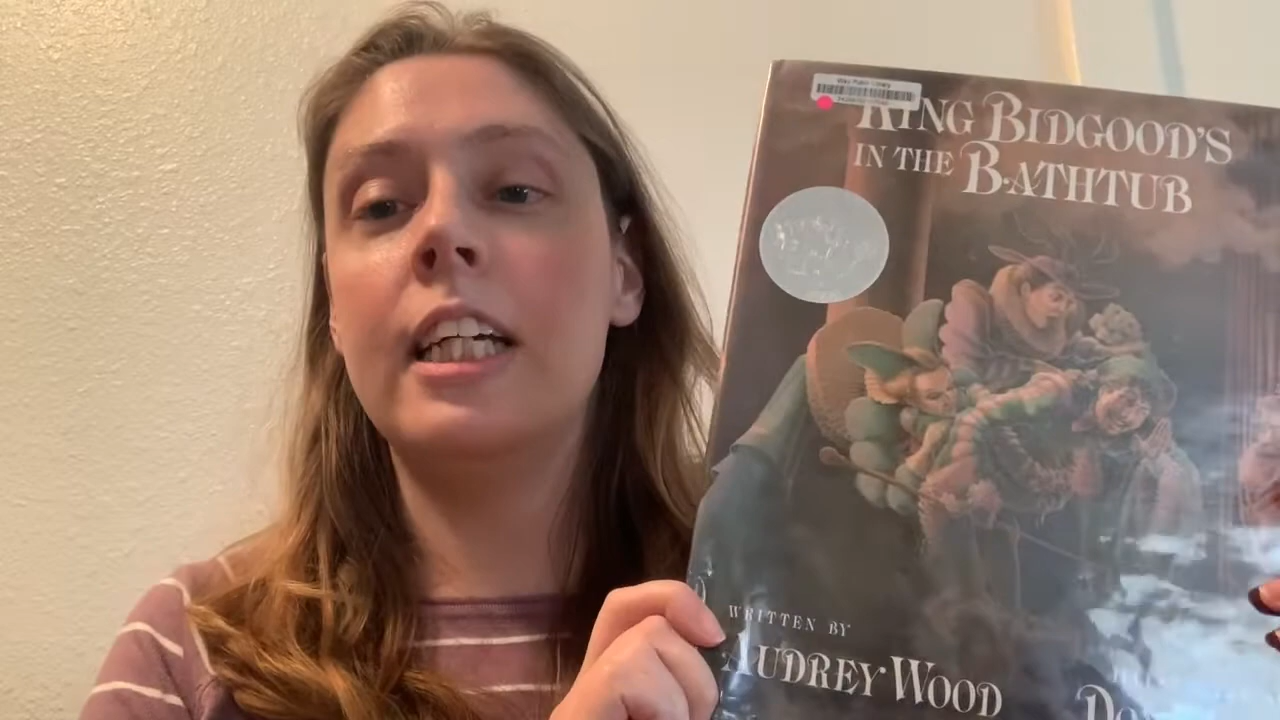 KING BIDGOOD'S
IN THE BATHTUB
WRITTEN BY
AUDREY WOOD